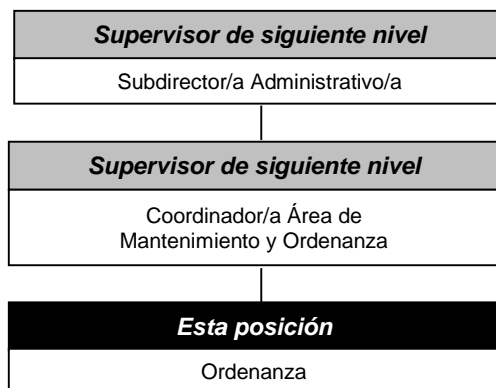 Supervisor de siguiente nivel
Subdirector/a Administrativo/a
Supervisor de siguiente nivel
Coordinador/a Área de
Mantenimiento y Ordenanza
Esta posición
Ordenanza